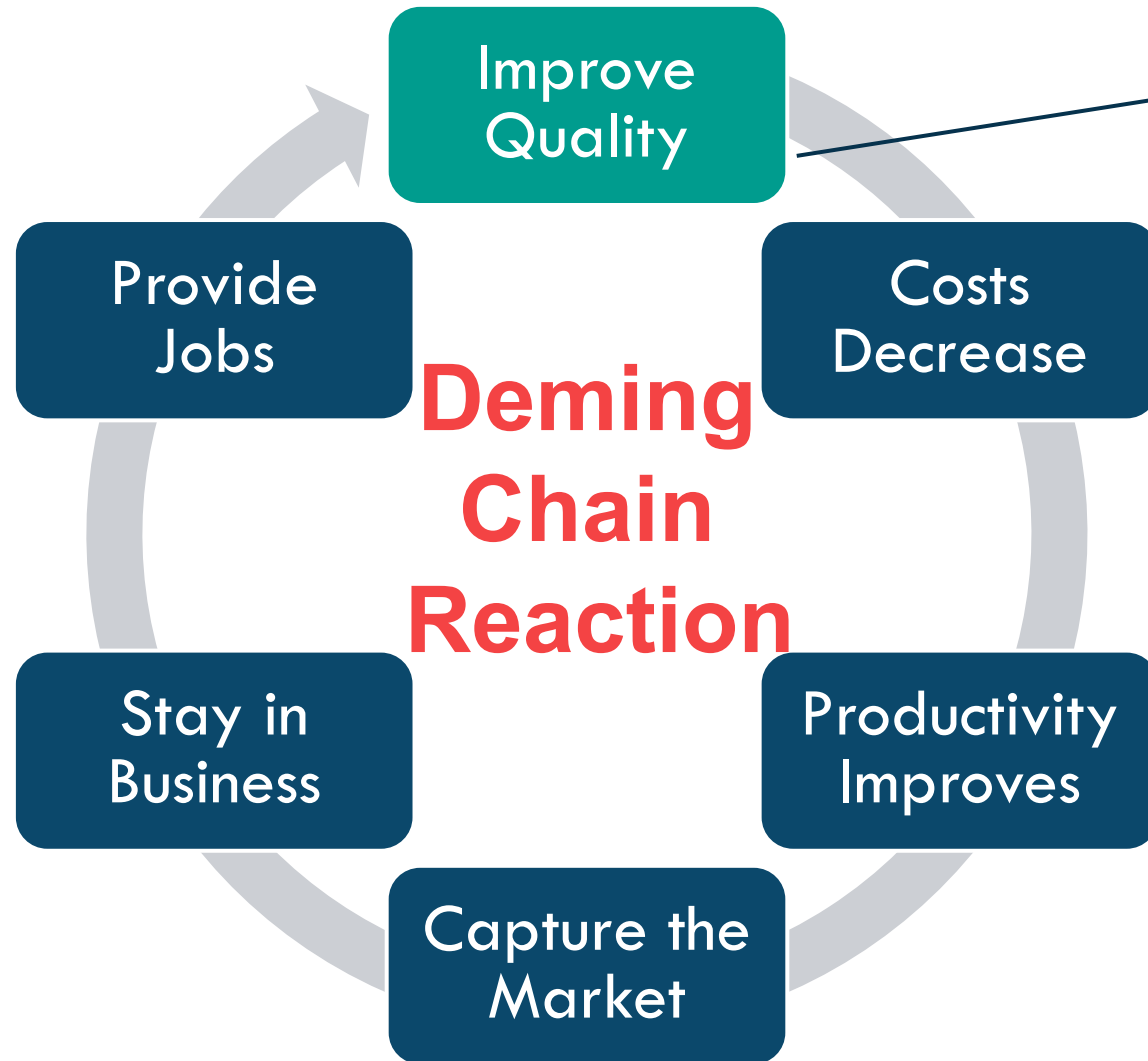 Improve
Quality
Costs
Decrease
Productivity
Improves
Capture the
Market
Stay in
Business
Provide
Jobs
Deming
Chain
Reaction